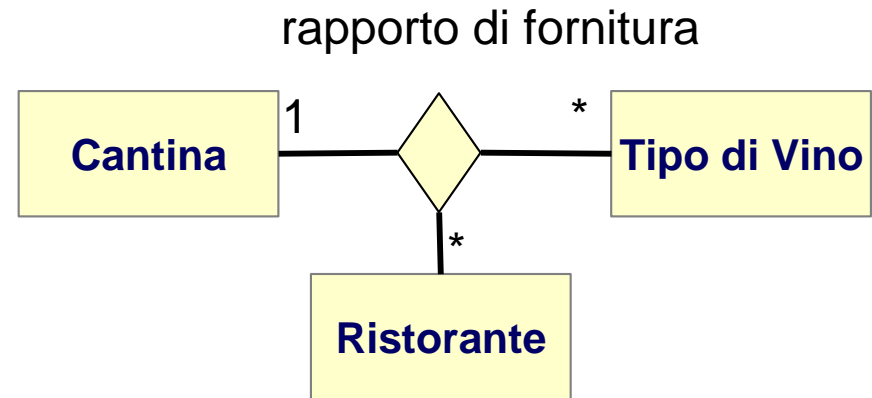 rapporto di fornitura
Cantina
1
*
Tipo di Vino
*
Ristorante